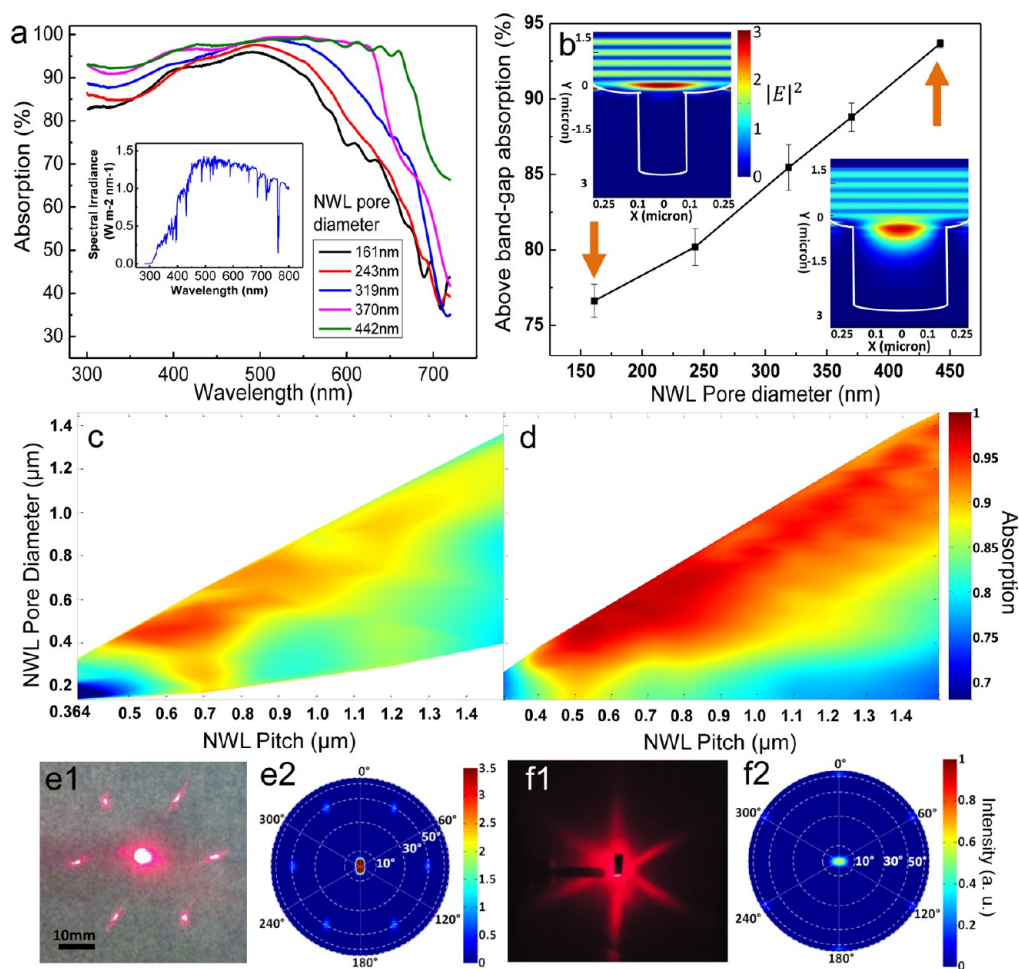 a
Absorption (%)
100
95
90
85
80
75
70
65
60
55
50
45
40
35
30
25
300 400 500 600 700
Wavelength (nm)
Spectral Irradiance
(W m-2 nm-1)
1.5
1.0
0.5
0.0
300 400 500 600 700 800
Wavelength (nm)
NWL pore
diameter
161nm
243nm
319nm
370nm
442nm
b
Above band-gap absorption (%)
95
90
85
80
75
150 200 250 300 350 400 450
NWL Pore diameter (nm)
Y (micron)
-1.5
0
-1.5
3
0.25 0.1 0 0.1 0.25
X (micron)
3
2
1
0
|E|²
Y (micron)
-1.5
0
-1.5
3
0.25 0.1 0 0.1 0.25
X (micron)
c
NWL Pore Diameter (µm)
1.4
1.2
1.0
0.8
0.6
0.4
0.2
0.364 0.5 0.6 0.7 0.8 0.9 1 1.1 1.2 1.3 1.4
NWL Pitch (µm)
d
0.4 0.5 0.6 0.7 0.8 0.9 1 1.1 1.2 1.3 1.4
NWL Pitch (µm)
1
0.95
0.9
0.85
0.8
0.75
0.7
Absorption
e1
10mm
e2
0°
60°
120°
180°
240°
300°
10° 30° 50°
3.5
3
2.5
2
1.5
1
0.5
0
f1
f2
0°
60°
120°
180°
240°
300°
10° 30° 50°
1
0.8
0.6
0.4
0.2
0
Intensity (a. u.)